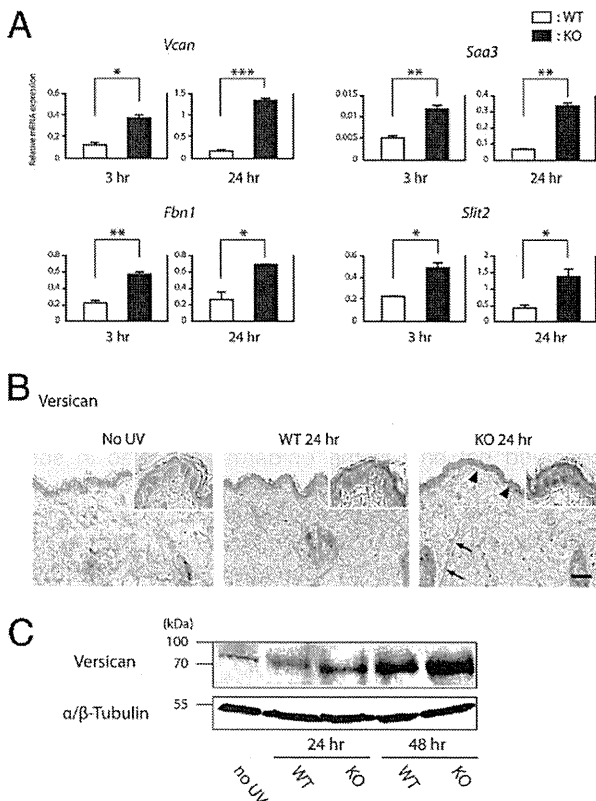 A
: WT
: KO
Vcan
Saa3
Relative mRNA expression
*
***
**
**
0.6
0.4
0.2
0
1.5
1.0
0.5
0
0.015
0.01
0.005
0
0.4
0.3
0.2
0.1
0
3 hr
24 hr
3 hr
24 hr
Fbn1
Slit2
**
*
*
*
0.8
0.6
0.4
0.2
0
0.8
0.6
0.4
0.2
0
0.6
0.4
0.2
0
2
1.5
1
0.5
0
3 hr
24 hr
3 hr
24 hr
B
Versican
No UV
WT 24 hr
KO 24 hr
C
(kDa)
Versican
100
70
α/β-Tubulin
55
24 hr
48 hr
no UV
WT
KO
WT
KO